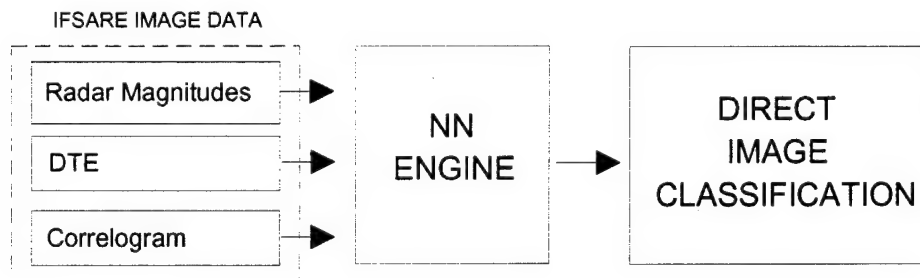 IFSARE IMAGE DATA
Radar Magnitudes
DTE
Correlogram
NN
ENGINE
DIRECT
IMAGE
CLASSIFICATION